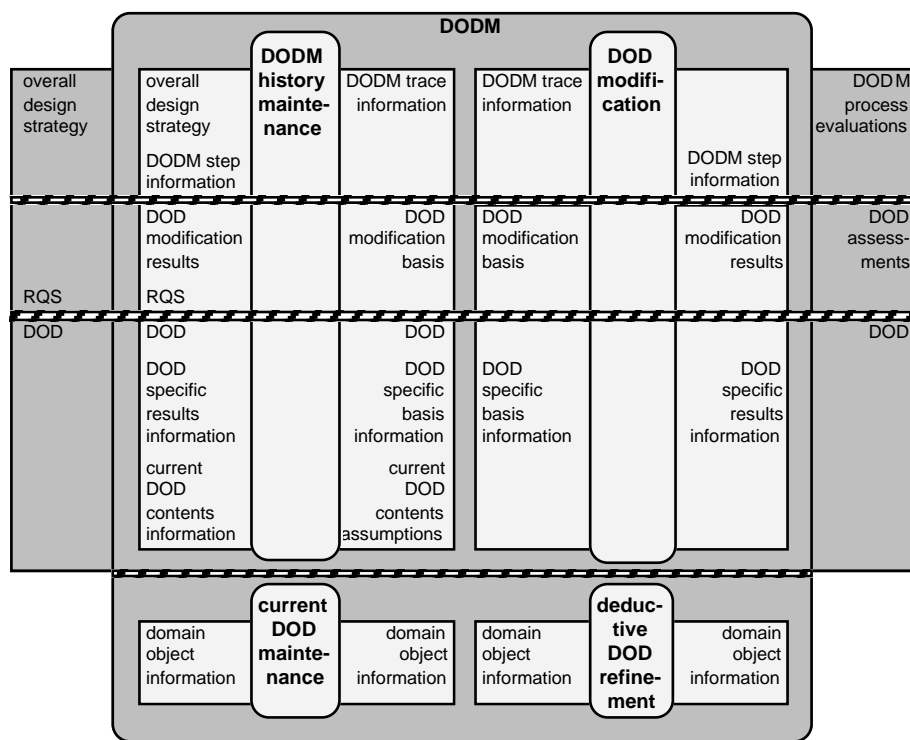 DODM
DODM
history
mainte-
nance
DOD
modifi-
cation
overall
design
strategy
overall
design
strategy
DODM step
information
DODM trace
information
DODM trace
information
DODM step
information
DOD M
process
evaluations
RQS
DOD
modification
results
RQS
DOD
modification
basis
DOD
modification
basis
DOD
modification
results
DOD
assess-
ments
DOD
DOD
DOD
specific
results
information
current
DOD
contents
information
DOD
DOD
specific
basis
information
current
DOD
contents
assumptions
DOD
specific
basis
information
DOD
specific
results
information
DOD
current
DOD
mainte-
nance
deduc-
tive
DOD
refine-
ment
domain
object
information
domain
object
information
domain
object
information
domain
object
information